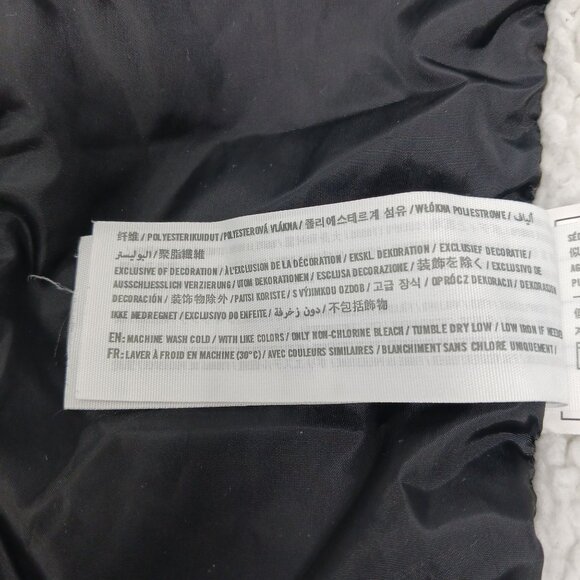 纤维 / POLYESTERIKUIDUT / POLYESTEROVÁ VLÁKNA / 폴리에스테르계 섬유 / WŁÓKNA POLIESTROWE / ألياف
البوليستر / 聚脂纖維
EXCLUSIVE OF DECORATION / À L'EXCLUSION DE LA DÉCORATION / EKSKL. DEKORATION / EXCLUSIEF DECORATIE /
AUSSCHLIESSLICH VERZIERUNG / UTOM DEKORATIONEN / ESCLUSA DECORAZIONE / 装飾を除く / EXCLUSIVO DE
DECORACIÓN / 装饰物除外 / PAITSI KORISTE / S VÝJIMKOU OZDOB / 고급 장식 / OPRÓCZ DEKORACJI / DEKORASJON
IKKE MEDREGNET / EXCLUSIVO DO ENFEITE / دون زخرفة / 不包括飾物
EN: MACHINE WASH COLD / WITH LIKE COLORS / ONLY NON-CHLORINE BLEACH / TUMBLE DRY LOW / LOW IRON IF
FR: LAVER À FROID EN MACHINE (30°C) / AVEC COULEURS SIMILAIRES / BLANCHIMENT SANS CHLORE UNIQUEMENT /